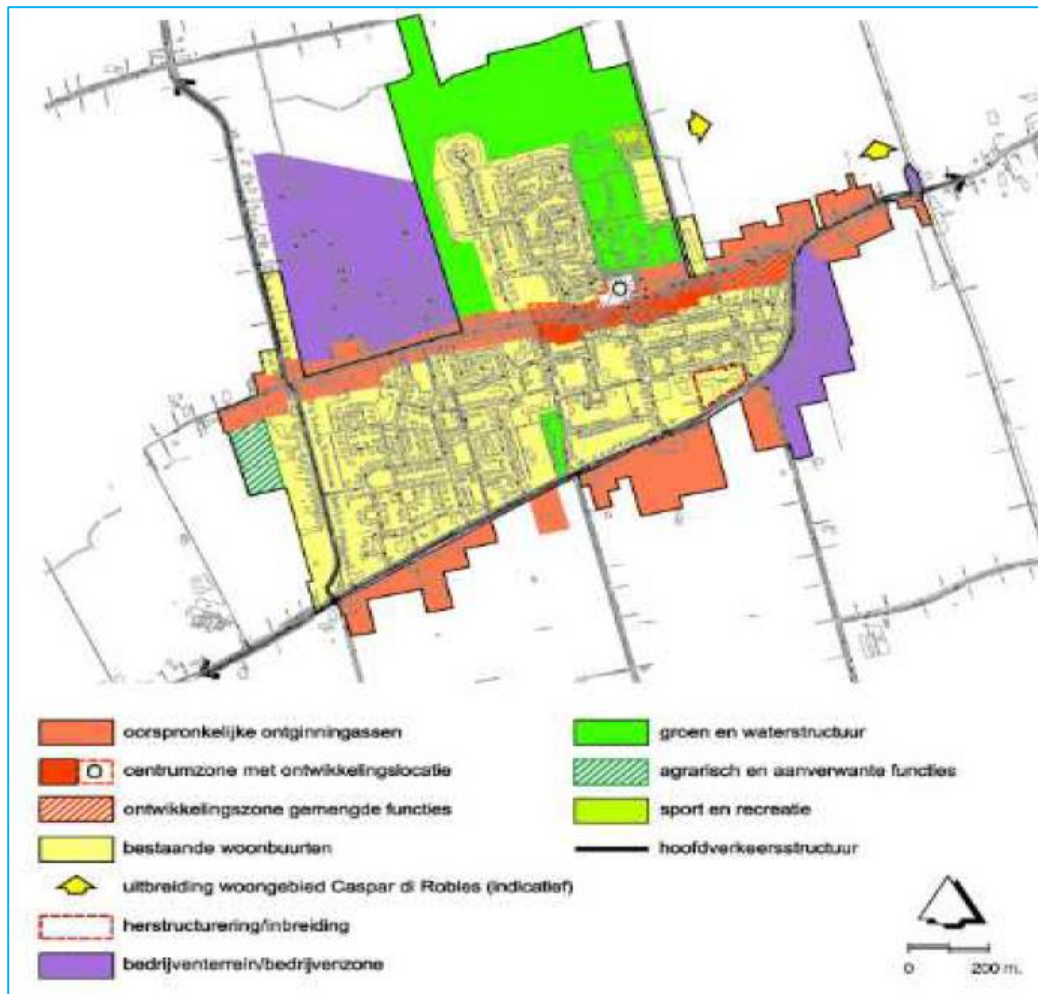 oorspronkelijke ontginningassen
centrumzone met ontwikkelingslocatie
ontwikkelingszone gemengde functies
bestaande woonbuurten
uitbreiding woongebied Caspar di Robles (indicatief)
herstructurering/inbreiding
bedrijventerrein/bedrijvenzone
groen en waterstructuur
agrarisch en aanverwante functies
sport en recreatie
hoofdverkeersstructuur
0 200 m.